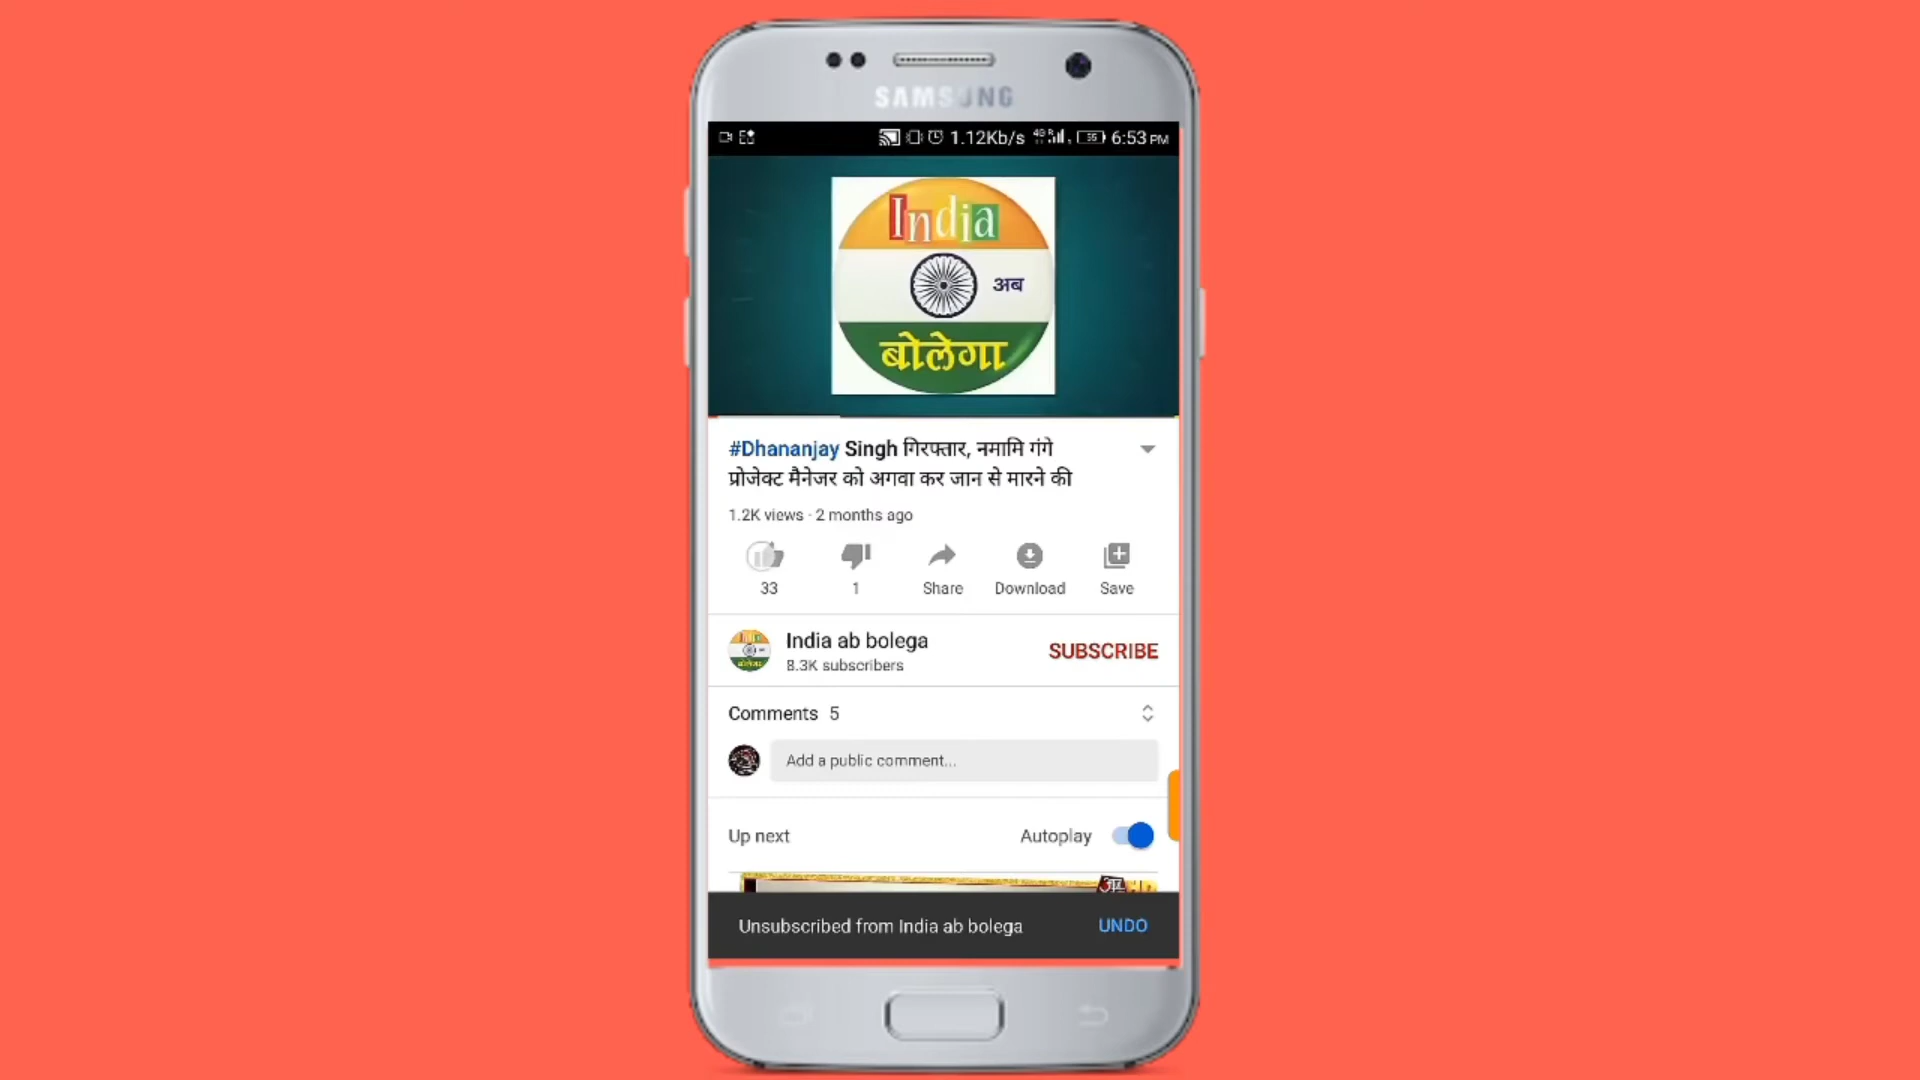 SAMSUNG
1.12Kb/s 4G R 55 6:53 PM
India
अब
बोलेगा
#Dhananjay Singh गिरफ्तार, नमामि गंगे
प्रोजेक्ट मैनेजर को अगवा कर जान से मारने की
1.2K views · 2 months ago
33 1 Share Download Save
India ab bolega SUBSCRIBE
8.3K subscribers
Comments 5
Add a public comment...
Up next Autoplay
Unsubscribed from India ab bolega UNDO